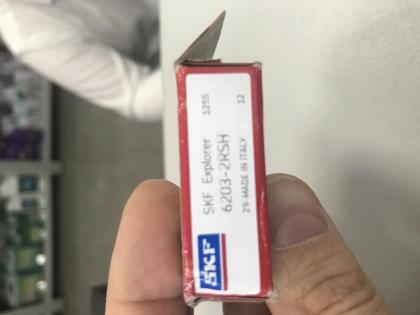 SKF
SKF Explorer 1255
6203-2RSH
29-MADE IN ITALY 12